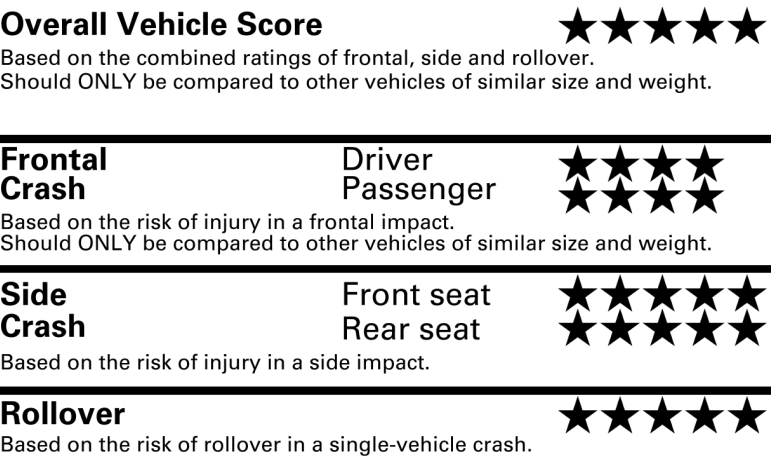 Overall Vehicle Score ★★★★★
Based on the combined ratings of frontal, side and rollover.
Should ONLY be compared to other vehicles of similar size and weight.
Frontal Driver ★★★★
Crash Passenger ★★★★
Based on the risk of injury in a frontal impact.
Should ONLY be compared to other vehicles of similar size and weight.
Side Front seat ★★★★★
Crash Rear seat ★★★★★
Based on the risk of injury in a side impact.
Rollover ★★★★★
Based on the risk of rollover in a single-vehicle crash.